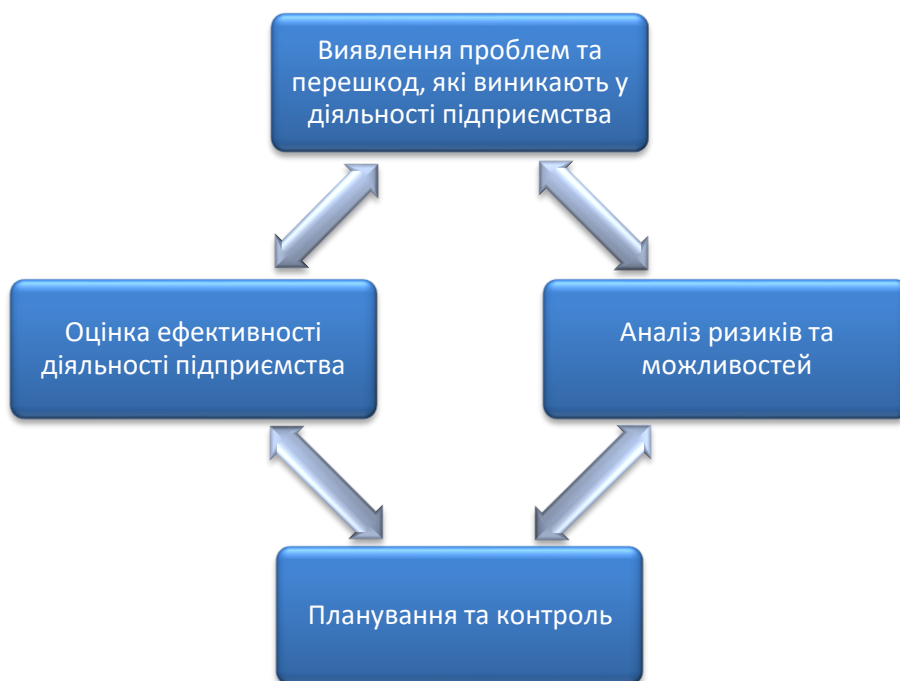 Виявлення проблем та
перешкод, які виникають у
діяльності підприємства
Оцінка ефективності
діяльності підприємства
Аналіз ризиків та
можливостей
Планування та контроль